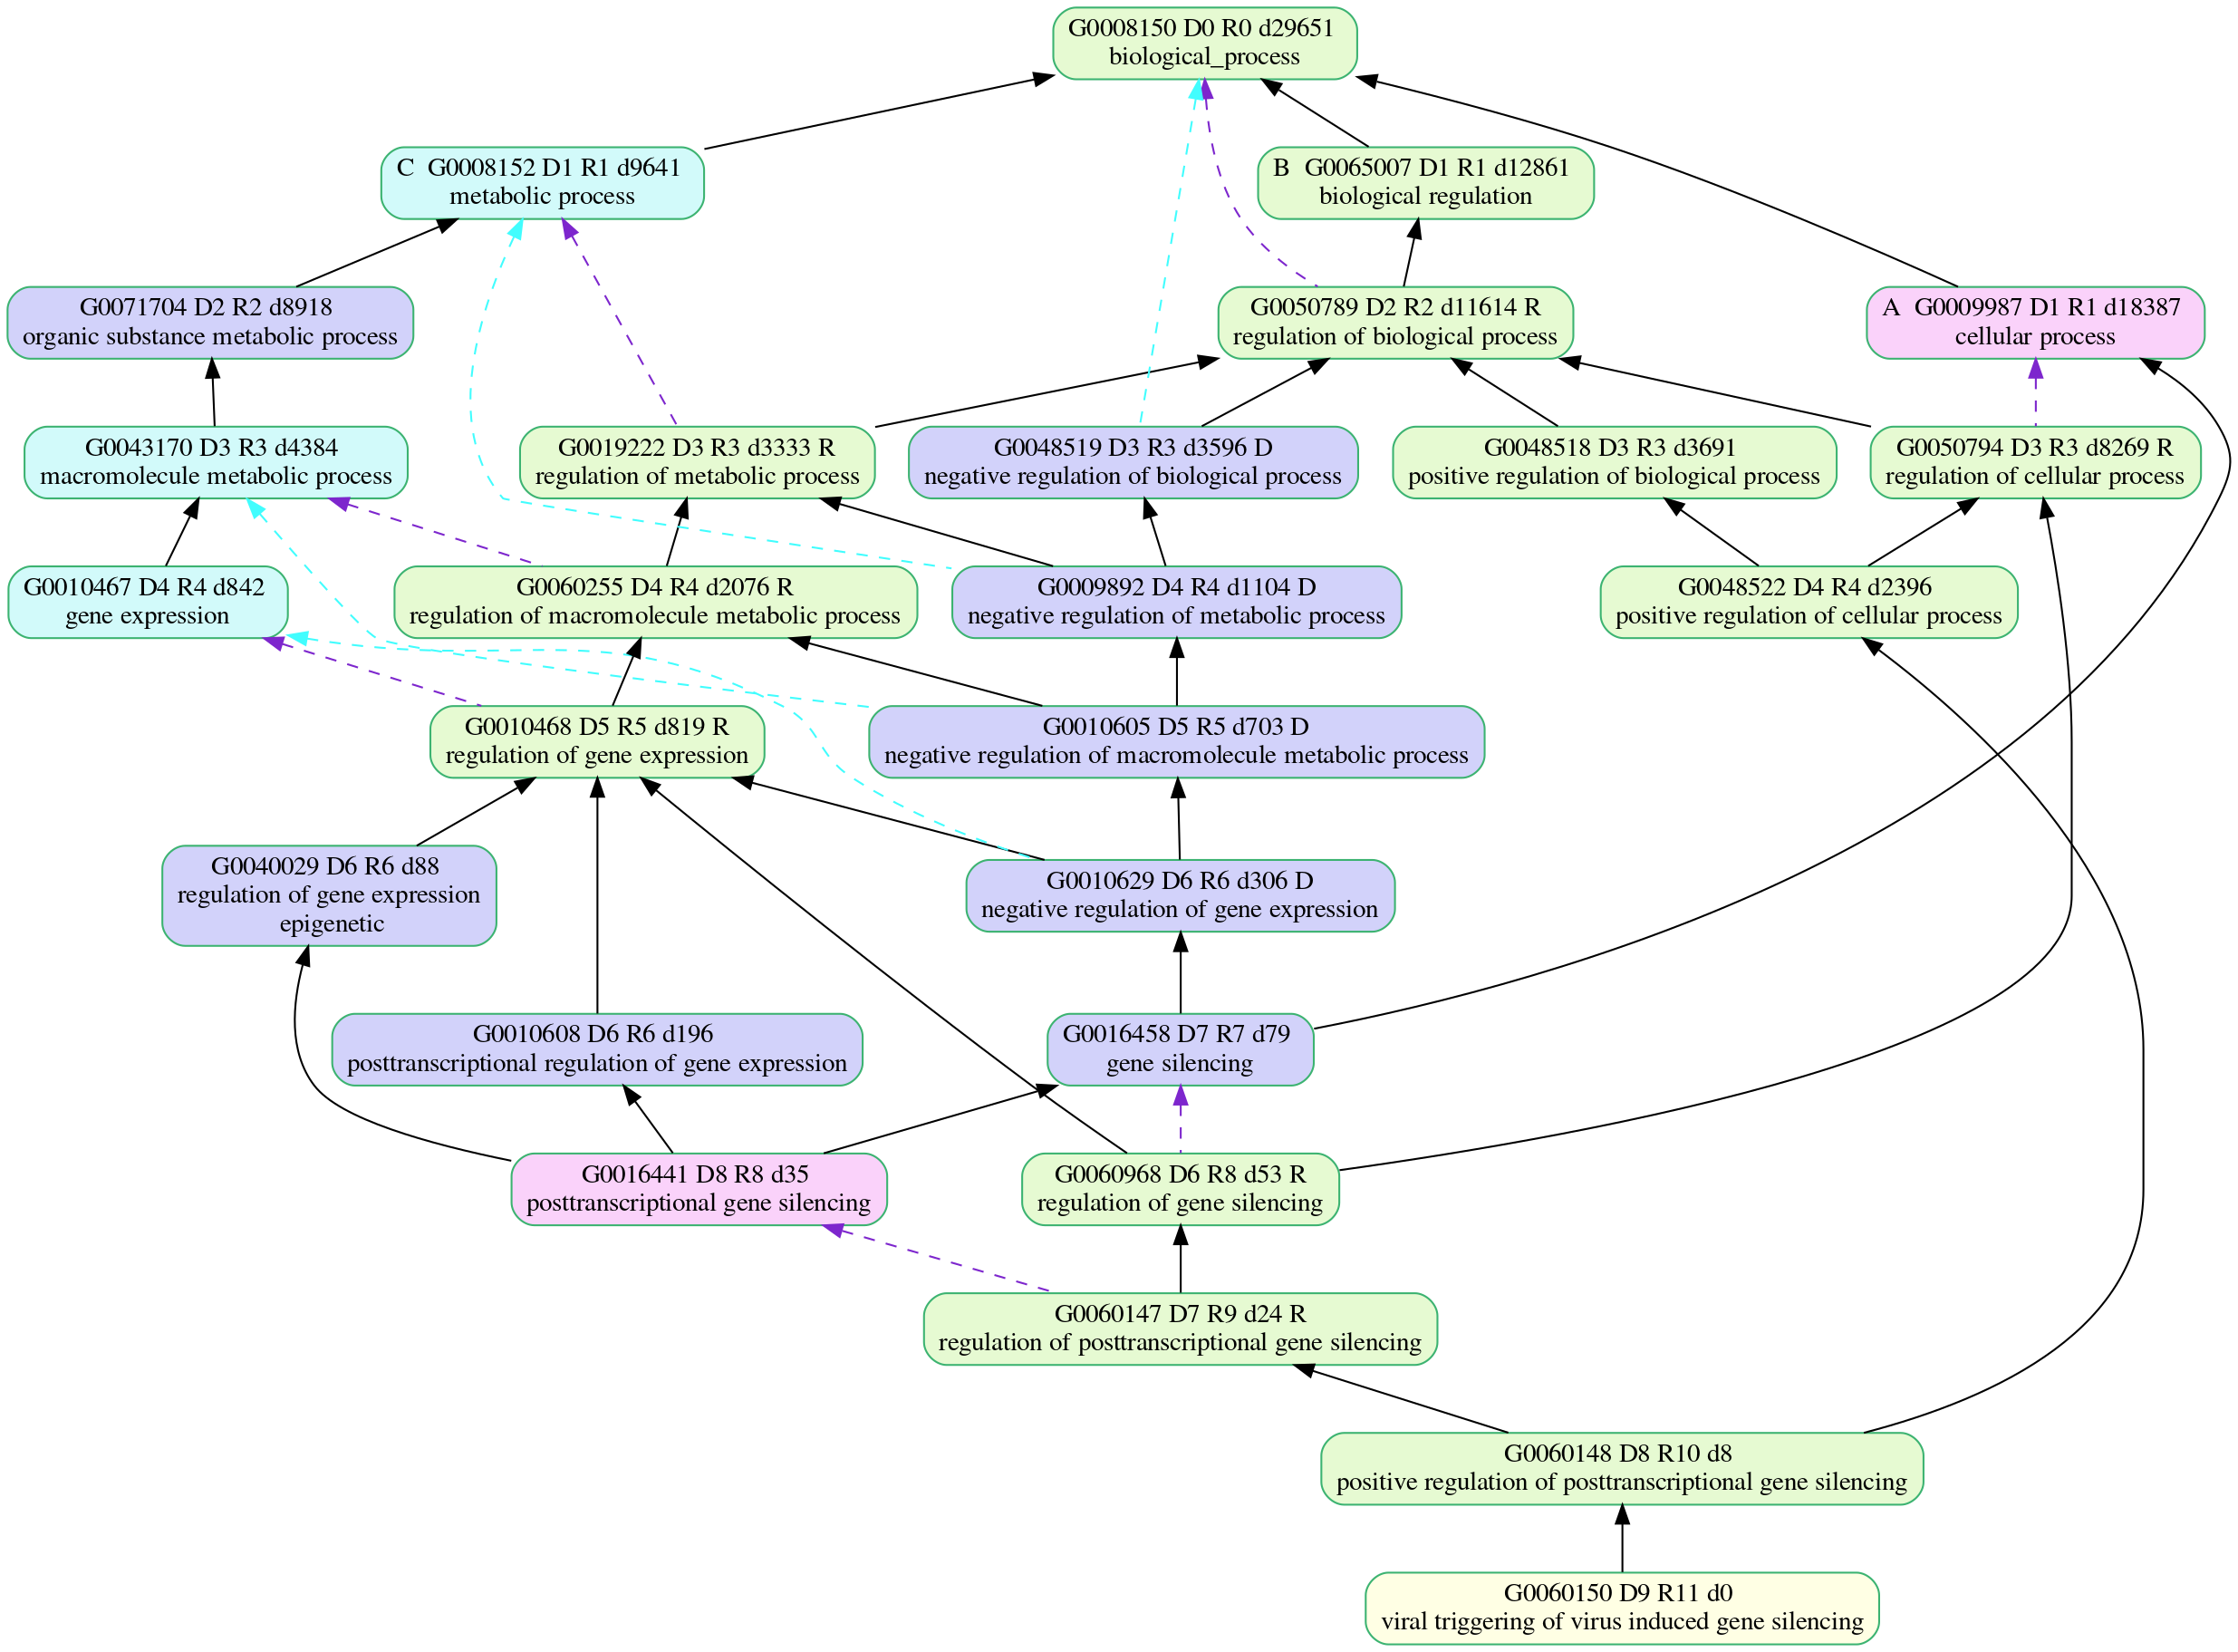 G0008150 D0 R0 d29651
biological_process
C  G0008152 D1 R1 d9641
metabolic process
B  G0065007 D1 R1 d12861
biological regulation
G0071704 D2 R2 d8918
organic substance metabolic process
G0050789 D2 R2 d11614 R
regulation of biological process
A  G0009987 D1 R1 d18387
cellular process
G0043170 D3 R3 d4384
macromolecule metabolic process
G0019222 D3 R3 d3333 R
regulation of metabolic process
G0048519 D3 R3 d3596 D
negative regulation of biological process
G0048518 D3 R3 d3691
positive regulation of biological process
G0050794 D3 R3 d8269 R
regulation of cellular process
G0010467 D4 R4 d842
gene expression
G0060255 D4 R4 d2076 R
regulation of macromolecule metabolic process
G0009892 D4 R4 d1104 D
negative regulation of metabolic process
G0048522 D4 R4 d2396
positive regulation of cellular process
G0010468 D5 R5 d819 R
regulation of gene expression
G0010605 D5 R5 d703 D
negative regulation of macromolecule metabolic process
G0040029 D6 R6 d88
regulation of gene expression
epigenetic
G0010629 D6 R6 d306 D
negative regulation of gene expression
G0010608 D6 R6 d196
posttranscriptional regulation of gene expression
G0016458 D7 R7 d79
gene silencing
G0016441 D8 R8 d35
posttranscriptional gene silencing
G0060968 D6 R8 d53 R
regulation of gene silencing
G0060147 D7 R9 d24 R
regulation of posttranscriptional gene silencing
G0060148 D8 R10 d8
positive regulation of posttranscriptional gene silencing
G0060150 D9 R11 d0
viral triggering of virus induced gene silencing